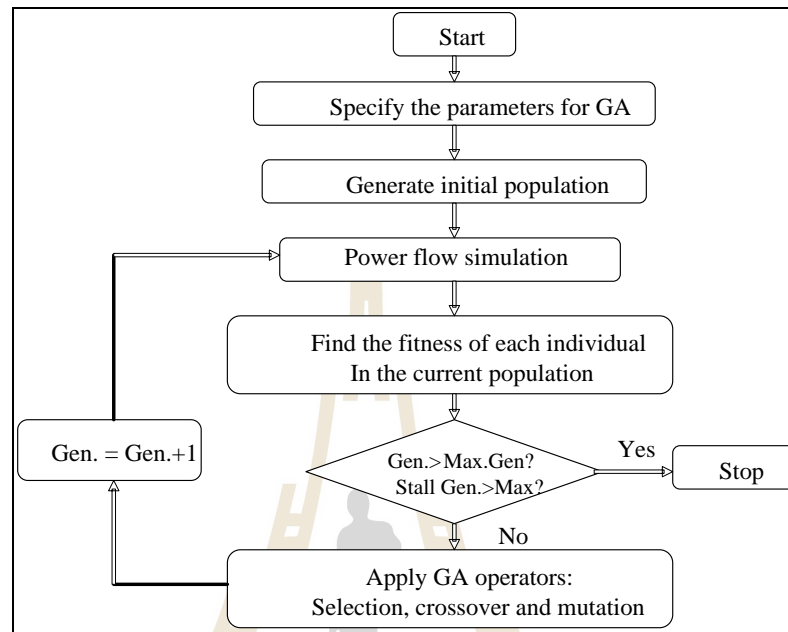 Start
Specify the parameters for GA
Generate initial population
Power flow simulation
Find the fitness of each individual
In the current population
Gen. = Gen.+1
Gen.>Max.Gen?
Stall Gen.>Max?
Yes
Stop
No
Apply GA operators:
Selection, crossover and mutation